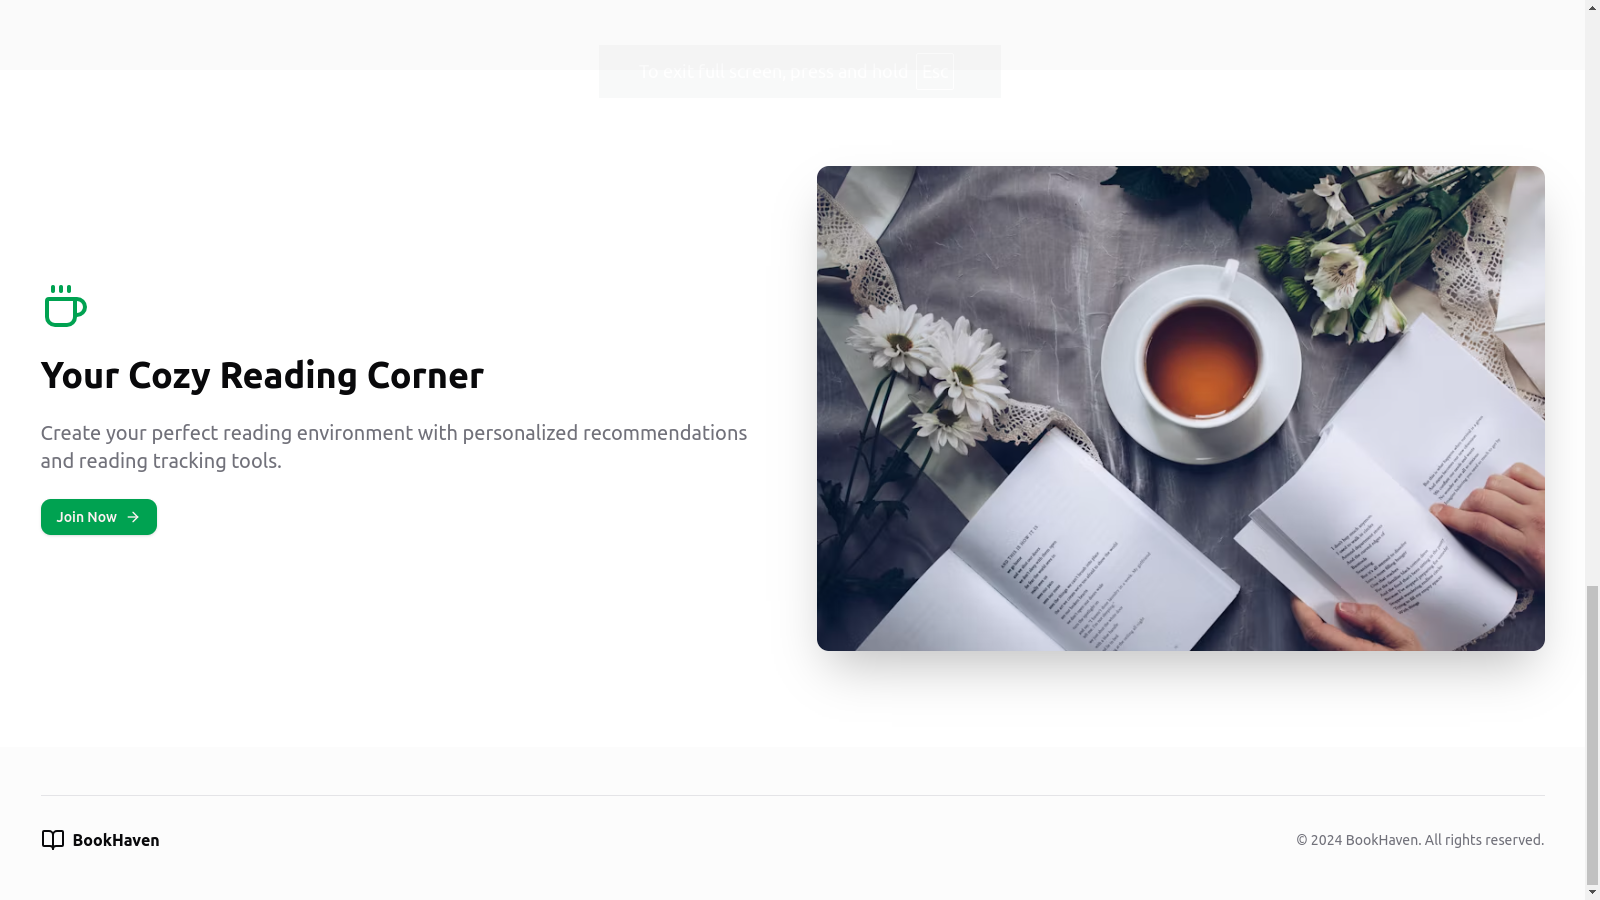 To exit full screen, press and hold Esc
Your Cozy Reading Corner
Create your perfect reading environment with personalized recommendations
and reading tracking tools.
Join Now
BookHaven
© 2024 BookHaven. All rights reserved.